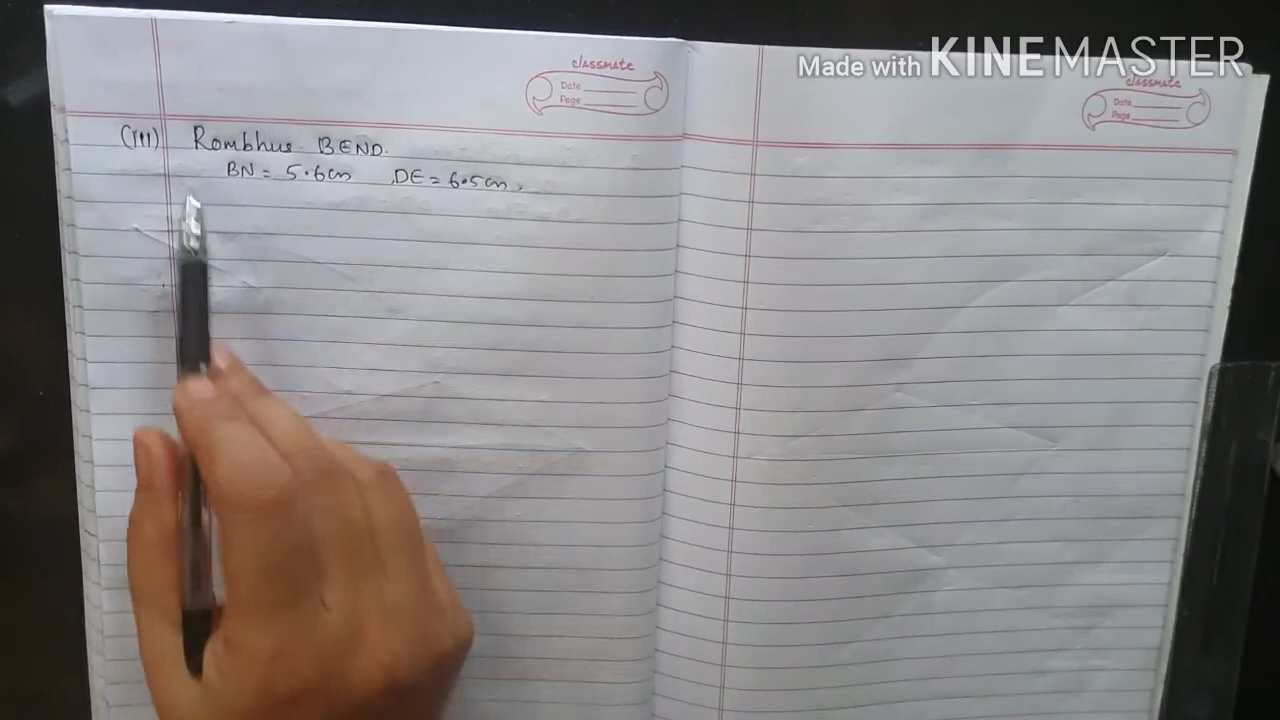 Made with KINEMASTER
classmate
Date
Page
classmate
Date
Page
(III) Rombhus BEND.
BN = 5.6cm DE = 6.5cm.